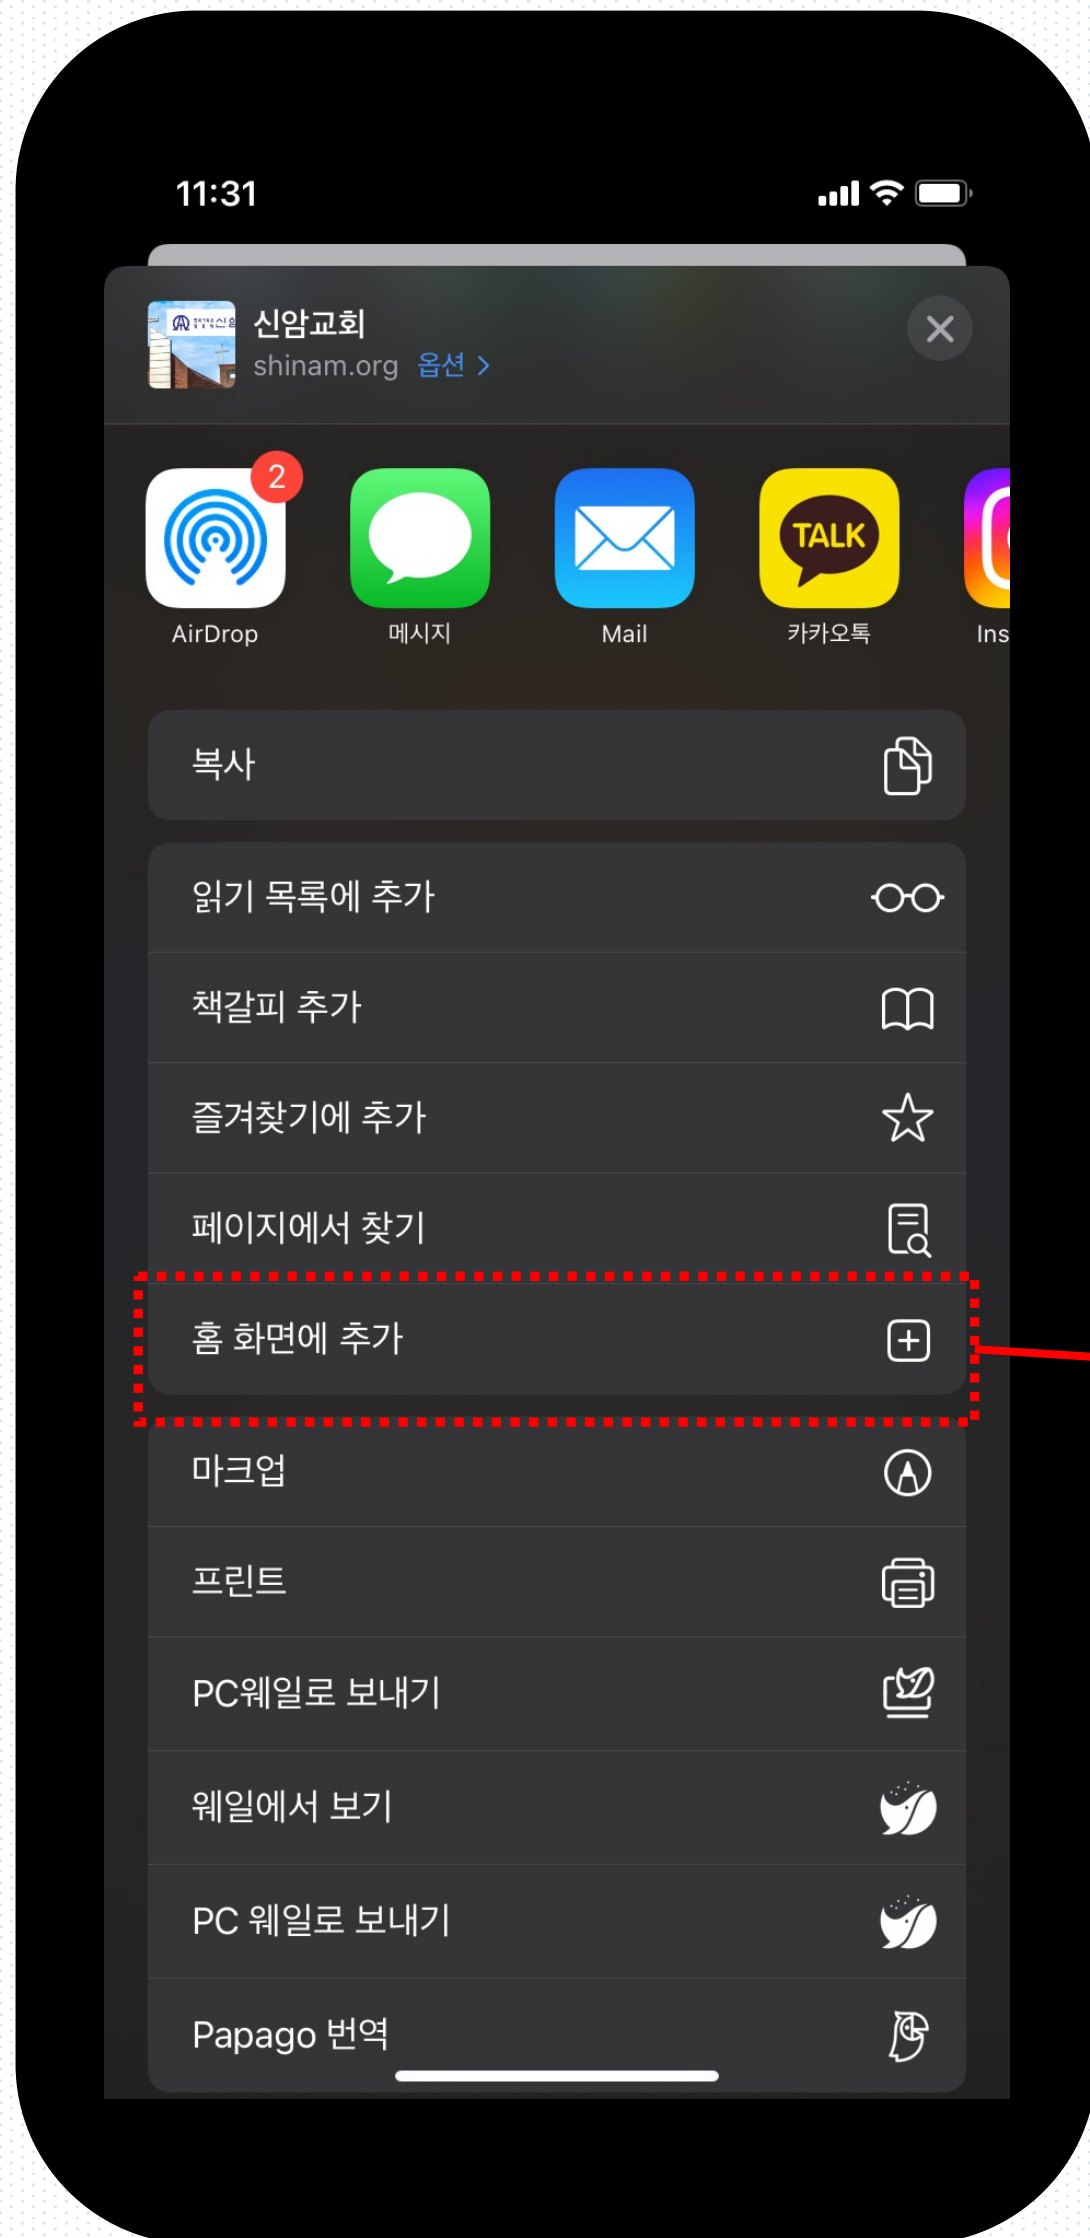 11:31
신암교회
shinam.org 옵션 >
2
TALK
AirDrop 메시지 Mail 카카오톡 Ins
복사
읽기 목록에 추가
책갈피 추가
즐겨찾기에 추가
페이지에서 찾기
홈 화면에 추가
마크업
프린트
PC웨일로 보내기
웨일에서 보기
PC 웨일로 보내기
Papago 번역